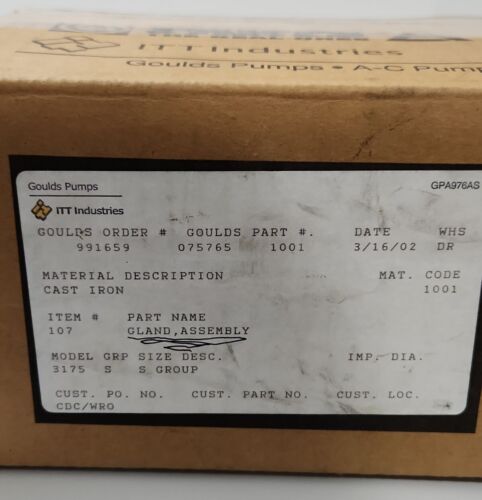 ITT Industries
Goulds Pumps • A-C Pum
Goulds Pumps
GPA976AS
ITT Industries
GOULDS ORDER # GOULDS PART #. DATE WHS
991659 075765 1001 3/16/02 DR
MATERIAL DESCRIPTION MAT. CODE
CAST IRON 1001
ITEM # PART NAME
107 GLAND,ASSEMBLY
MODEL GRP SIZE DESC. IMP. DIA.
3175 S S GROUP
CUST. PO. NO. CUST. PART NO. CUST. LOC.
CDC/WRO